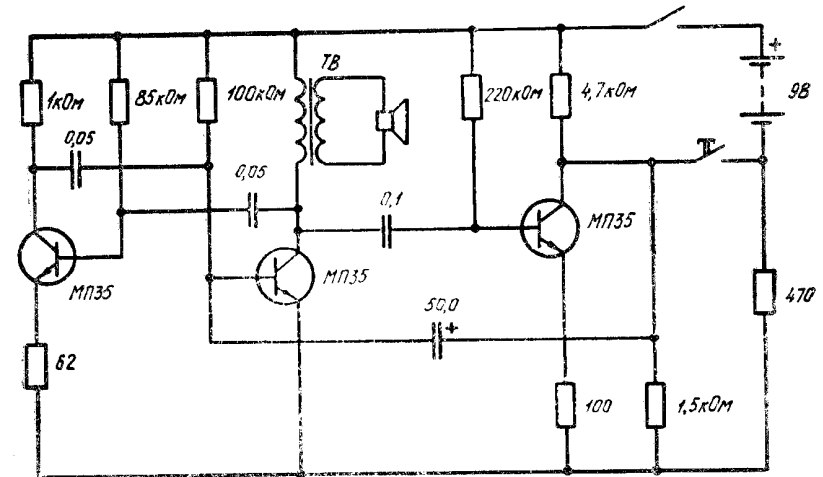 ТВ
+
1кОм
85кОм
100кОм
220кОм
4,7кОм
9В
0,05
0,05
0,1
МП35
МП35
МП35
50,0
+
470
62
100
1,5кОм